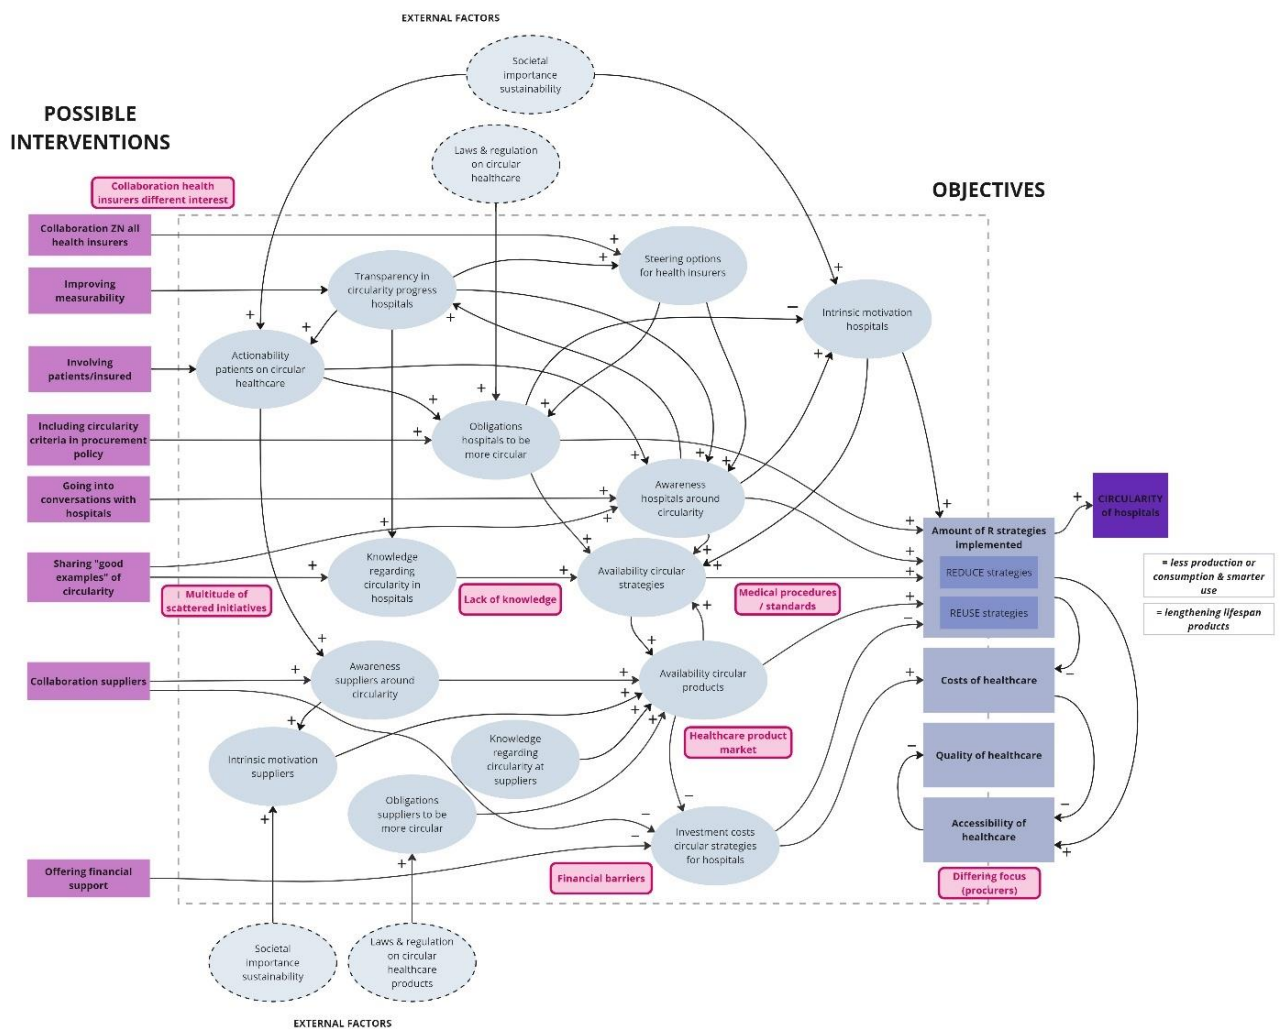 EXTERNAL FACTORS
Societal
importance
sustainability
POSSIBLE
INTERVENTIONS
Laws & regulation
on circular
healthcare
Collaboration health
insurers different interest
OBJECTIVES
Collaboration ZN all
health insurers
Steering options
for health insurers
Improving
measurability
Transparency in
circularity progress
hospitals
Intrinsic motivation
hospitals
Involving
patients/insured
Actionability
patients on circular
healthcare
Including circularity
criteria in procurement
policy
Obligations
hospitals to be
more circular
Going into
conversations with
hospitals
Awareness
hospitals around
circularity
CIRCULARITY
of hospitals
Sharing "good
examples" of
circularity
Multitude of
scattered initiatives
Knowledge
regarding
circularity in
hospitals
Lack of knowledge
Availability circular
strategies
Medical procedures
/ standards
Amount of R strategies
implemented
REDUCE strategies
REUSE strategies
= less production or
consumption & smarter
use
= lengthening lifespan
products
Collaboration suppliers
Awareness
suppliers around
circularity
Availability circular
products
Costs of healthcare
Healthcare product
market
Intrinsic motivation
suppliers
Knowledge
regarding
circularity at
suppliers
Quality of healthcare
Obligations
suppliers to be
more circular
Investment costs
circular strategies
for hospitals
Accessibility of
healthcare
Offering financial
support
Financial barriers
Differing focus
(procurers)
Societal
importance
sustainability
Laws & regulation
on circular
healthcare
products
EXTERNAL FACTORS